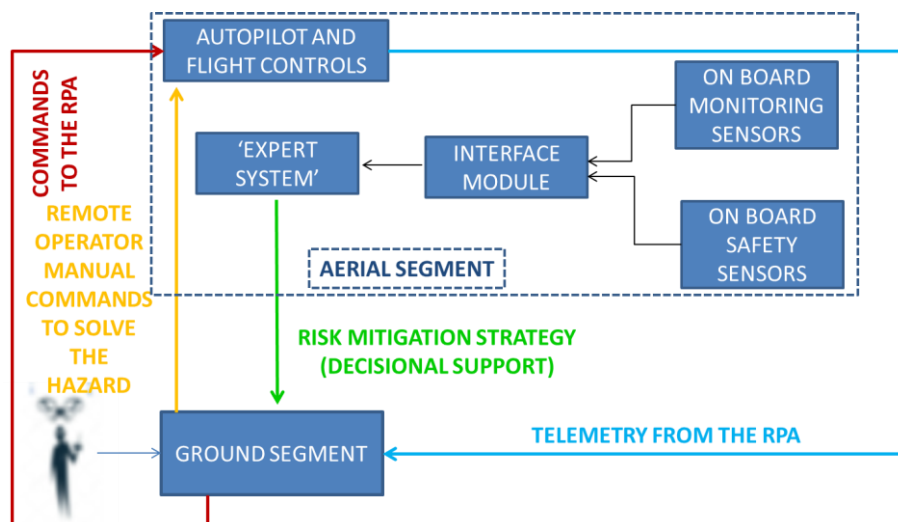 AUTOPILOT AND
FLIGHT CONTROLS
COMMANDS
TO THE RPA
ON BOARD
MONITORING
SENSORS
‘EXPERT
SYSTEM’
INTERFACE
MODULE
REMOTE
OPERATOR
MANUAL
COMMANDS
TO SOLVE
THE
HAZARD
ON BOARD
SAFETY
SENSORS
AERIAL SEGMENT
RISK MITIGATION STRATEGY
(DECISIONAL SUPPORT)
GROUND SEGMENT
TELEMETRY FROM THE RPA